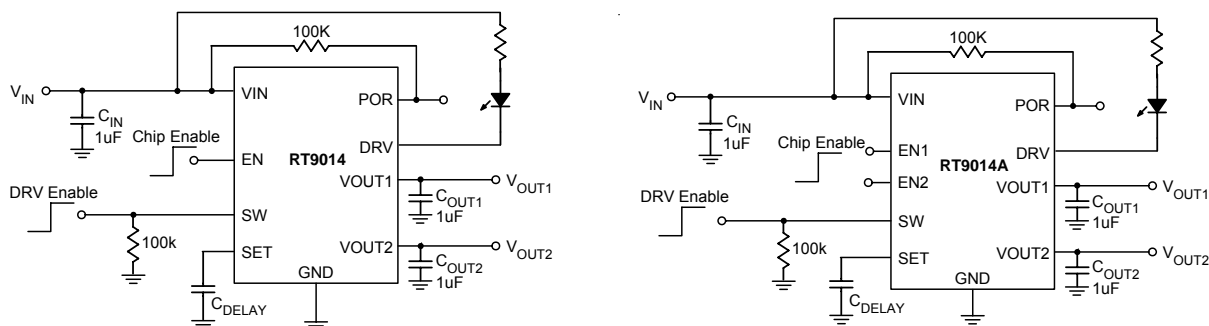 100K
V_IN
VIN
POR
C_IN
1uF
Chip Enable
EN
RT9014
DRV
DRV Enable
VOUT1
V_OUT1
C_OUT1
1uF
SW
100k
SET
VOUT2
V_OUT2
C_OUT2
1uF
GND
C_DELAY
100K
V_IN
VIN
POR
C_IN
1uF
Chip Enable
EN1
RT9014A
DRV
EN2
DRV Enable
VOUT1
V_OUT1
C_OUT1
1uF
SW
100k
SET
VOUT2
V_OUT2
C_OUT2
1uF
GND
C_DELAY